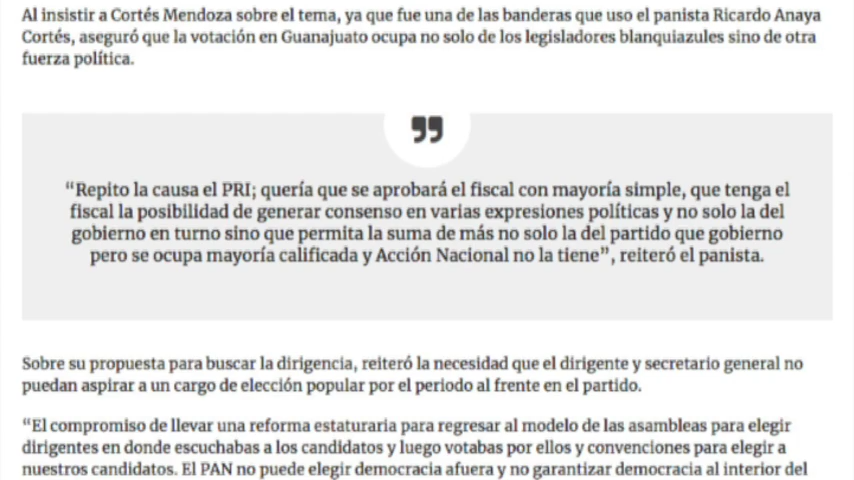 Al insistir a Cortés Mendoza sobre el tema, ya que fue una de las banderas que uso el panista Ricardo Anaya
Cortés, aseguró que la votación en Guanajuato ocupa no solo de los legisladores blanquiazules sino de otra
fuerza política.
”
“Repito la causa el PRI; quería que se aprobará el fiscal con mayoría simple, que tenga el
fiscal la posibilidad de generar consenso en varias expresiones políticas y no solo la del
gobierno en turno sino que permita la suma de más no solo la del partido que gobierno
pero se ocupa mayoría calificada y Acción Nacional no la tiene”, reiteró el panista.
Sobre su propuesta para buscar la dirigencia, reiteró la necesidad que el dirigente y secretario general no
puedan aspirar a un cargo de elección popular por el periodo al frente en el partido.
“El compromiso de llevar una reforma estaturaria para regresar al modelo de las asambleas para elegir
dirigentes en donde escuchabas a los candidatos y luego votabas por ellos y convenciones para elegir a
nuestros candidatos. El PAN no puede elegir democracia afuera y no garantizar democracia al interior del